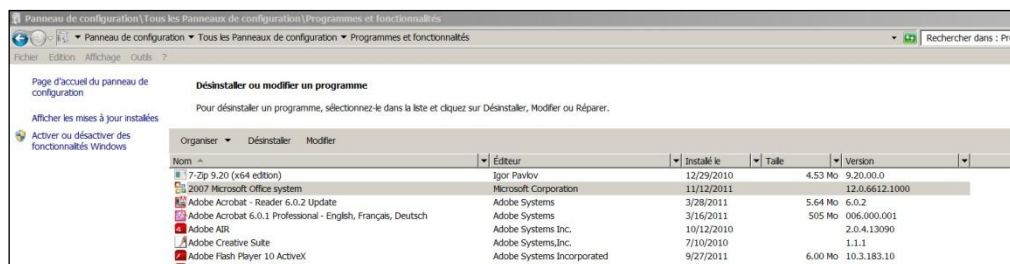 Panneau de configuration\Tous les Panneaux de configuration\Programmes et fonctionnalités
Panneau de configuration Tous les Panneaux de configuration Programmes et fonctionnalités Rechercher dans : Pr
Fichier Edition Affichage Outils ?
Page d'accueil du panneau de configuration
Afficher les mises à jour installées
Activer ou désactiver des fonctionnalités Windows
Désinstaller ou modifier un programme
Pour désinstaller un programme, sélectionnez-le dans la liste et cliquez sur Désinstaller, Modifier ou Réparer.
Organiser Désinstaller Modifier
Nom Éditeur Installé le Taille Version
7-Zip 9.20 (x64 edition) Igor Pavlov 12/29/2010 4.53 Mo 9.20.00.0
2007 Microsoft Office system Microsoft Corporation 11/12/2011 12.0.6612.1000
Adobe Acrobat - Reader 6.0.2 Update Adobe Systems 3/28/2011 5.64 Mo 6.0.2
Adobe Acrobat 6.0.1 Professional - English, Français, Deutsch Adobe Systems 3/16/2011 505 Mo 006.000.001
Adobe AIR Adobe Systems Inc. 10/12/2010 2.0.4.13090
Adobe Creative Suite Adobe Systems,Inc. 7/10/2010 1.1.1
Adobe Flash Player 10 ActiveX Adobe Systems Incorporated 9/27/2011 6.00 Mo 10.3.183.10